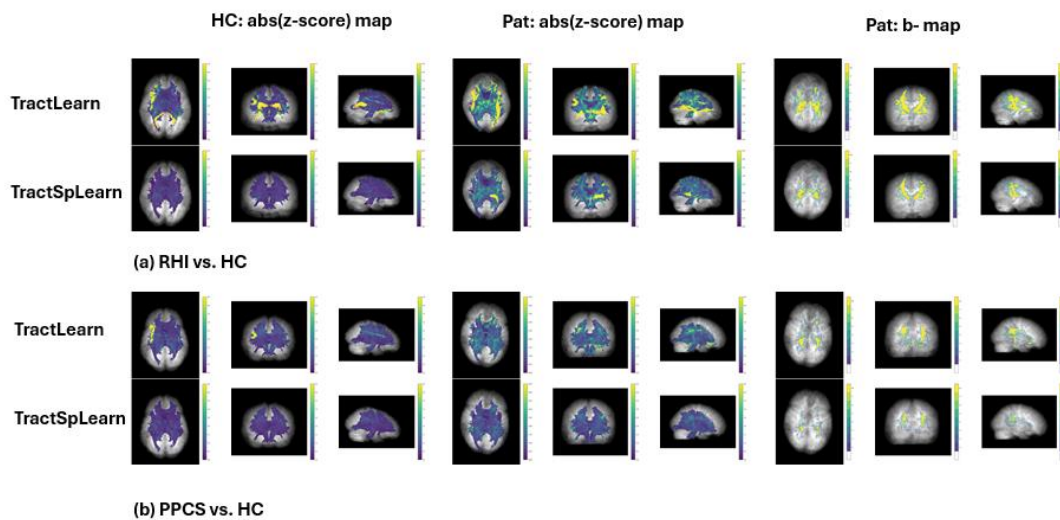 HC: abs(z-score) map Pat: abs(z-score) map Pat: b- map
TractLearn
TractSpLearn
(a) RHI vs. HC
TractLearn
TractSpLearn
(b) PPCS vs. HC